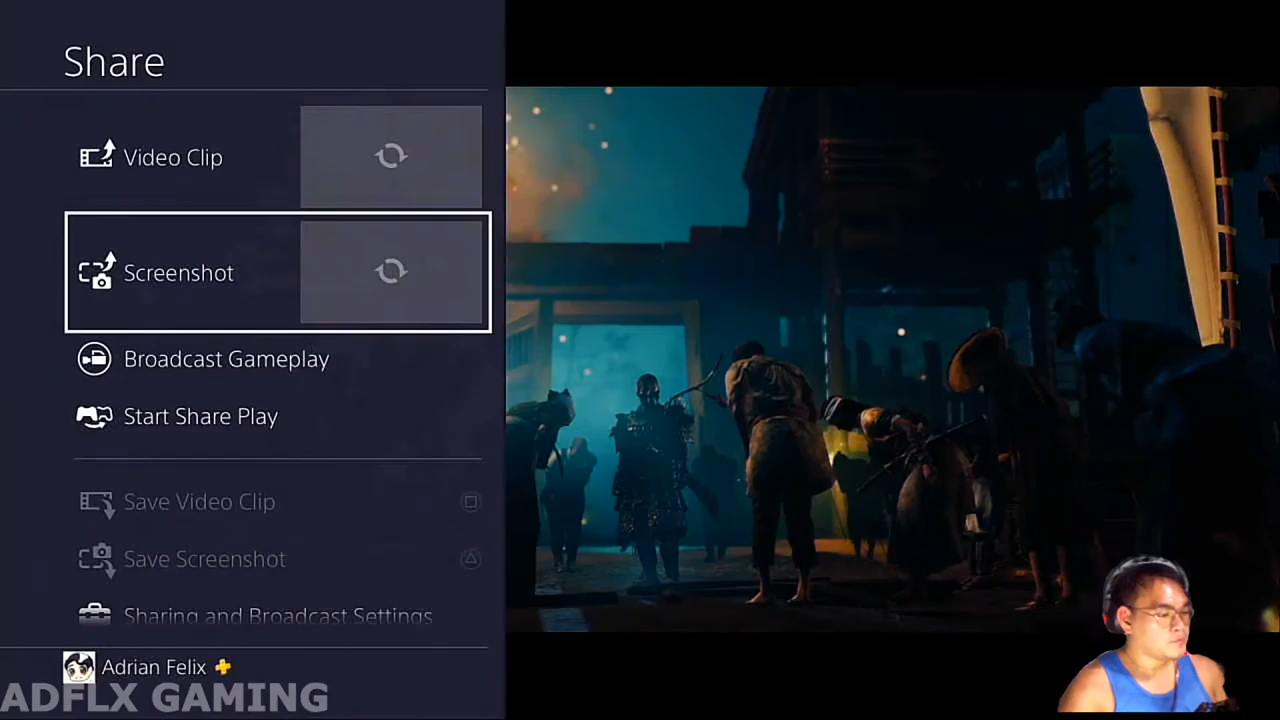 Share
Video Clip
Screenshot
Broadcast Gameplay
Start Share Play
Save Video Clip
Save Screenshot
Sharing and Broadcast Settings
Adrian Felix
ADFLX GAMING